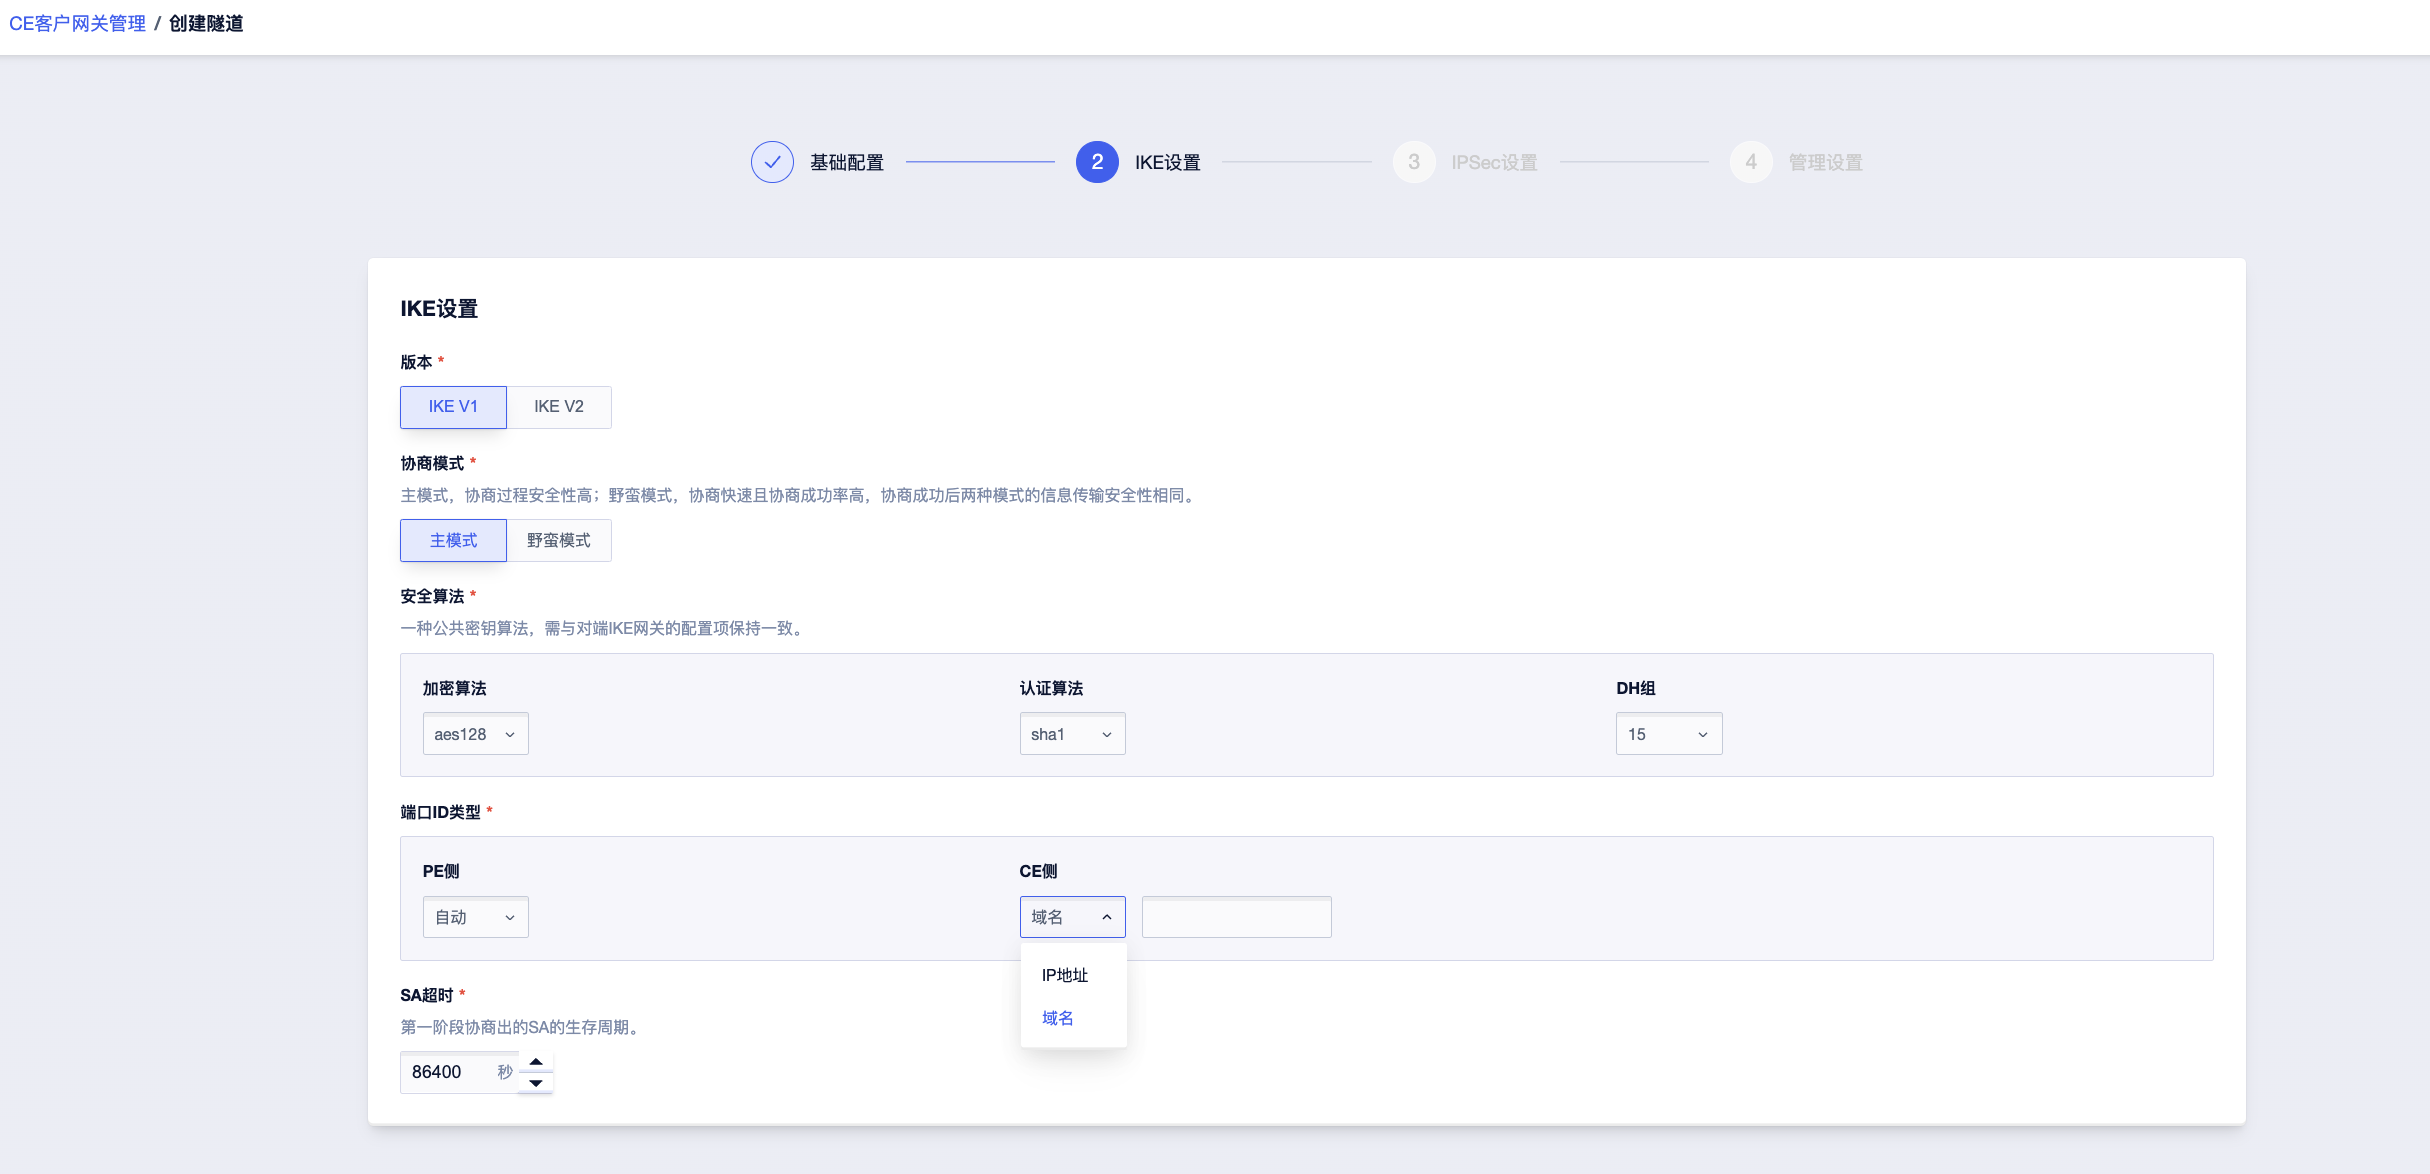 CE客户网关管理 / 创建隧道
基础配置 2 IKE设置 3 IPSec设置 4 管理设置
IKE设置
版本 *
IKE V1 IKE V2
协商模式 *
主模式，协商过程安全性高；野蛮模式，协商快速且协商成功率高，协商成功后两种模式的信息传输安全性相同。
主模式 野蛮模式
安全算法 *
一种公共密钥算法，需与对端IKE网关的配置项保持一致。
加密算法 认证算法 DH组
aes128 sha1 15
端口ID类型 *
PE侧 CE侧
自动 域名
IP地址
域名
SA超时 *
第一阶段协商出的SA的生存周期。
86400 秒